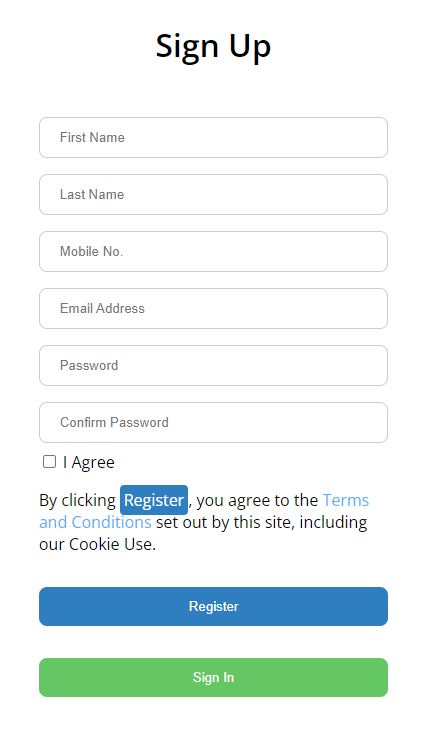 Sign Up
First Name
Last Name
Mobile No.
Email Address
Password
Confirm Password
I Agree
By clicking Register, you agree to the Terms
and Conditions set out by this site, including
our Cookie Use.
Register
Sign In